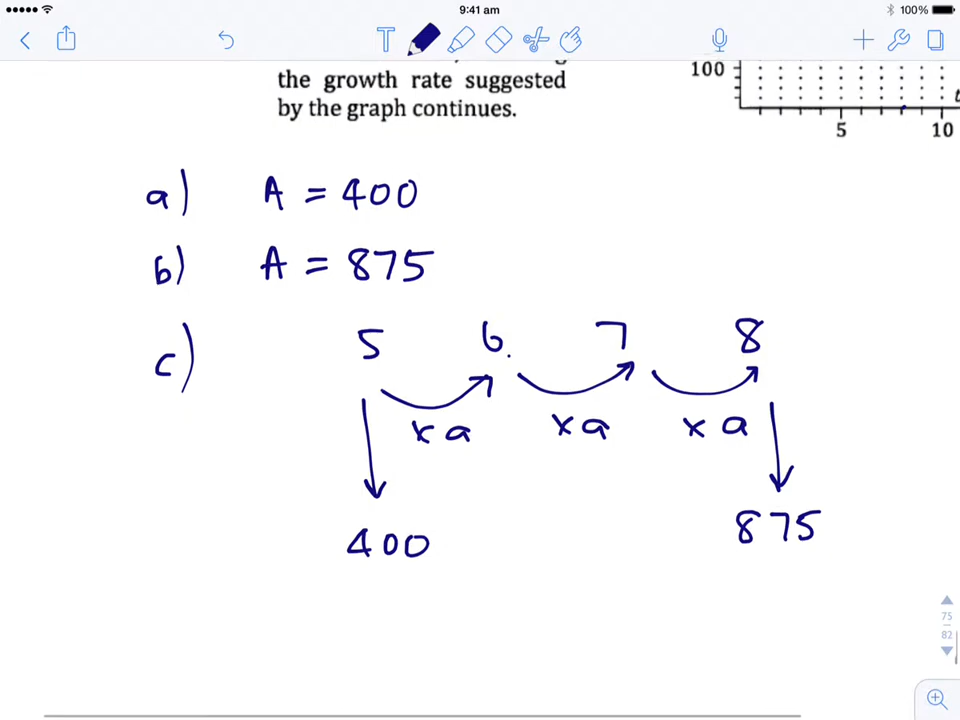 9:41 am
100%
T
the growth rate suggested
by the graph continues.
100
5 10
t
a) A = 400
b) A = 875
c) 5 6 7 8
x a x a x a
400 875
75
82